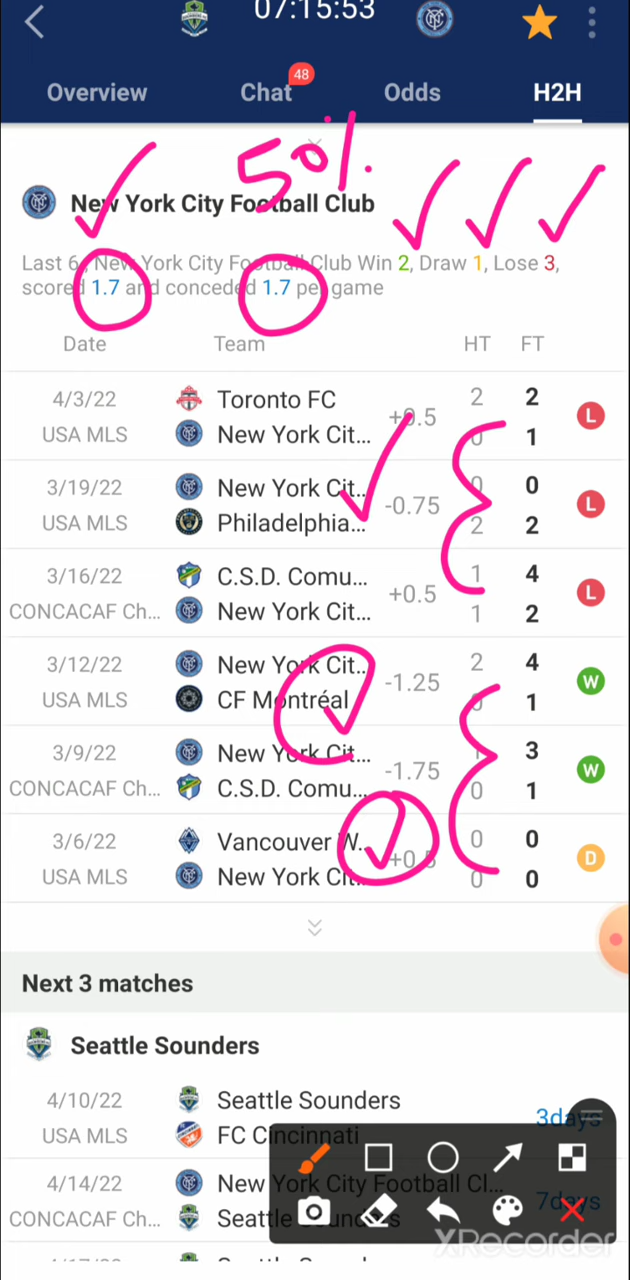 07:15:53
Overview Chat 48 Odds H2H
50%
New York City Football Club
Last 6, New York City Football Club Win 2, Draw 1, Lose 3,
scored 1.7 and conceded 1.7 per game
Date Team HT FT
4/3/22 Toronto FC 2 2
USA MLS New York Cit... +0.5 0 1 L
3/19/22 New York Cit... 0 0
USA MLS Philadelphia... -0.75 2 2 L
3/16/22 C.S.D. Comu... 1 4
CONCACAF Ch... New York Cit... +0.5 1 2 L
3/12/22 New York Cit... 2 4
USA MLS CF Montréal -1.25 0 1 W
3/9/22 New York Cit... 3
CONCACAF Ch... C.S.D. Comu... -1.75 0 1 W
3/6/22 Vancouver W... 0 0
USA MLS New York Cit... 0 0 D
Next 3 matches
Seattle Sounders
4/10/22 Seattle Sounders
USA MLS FC Cincinnati 3days
4/14/22 New York City Football Cl...
CONCACAF Ch... Seattle Sounders 7days
XRecorder